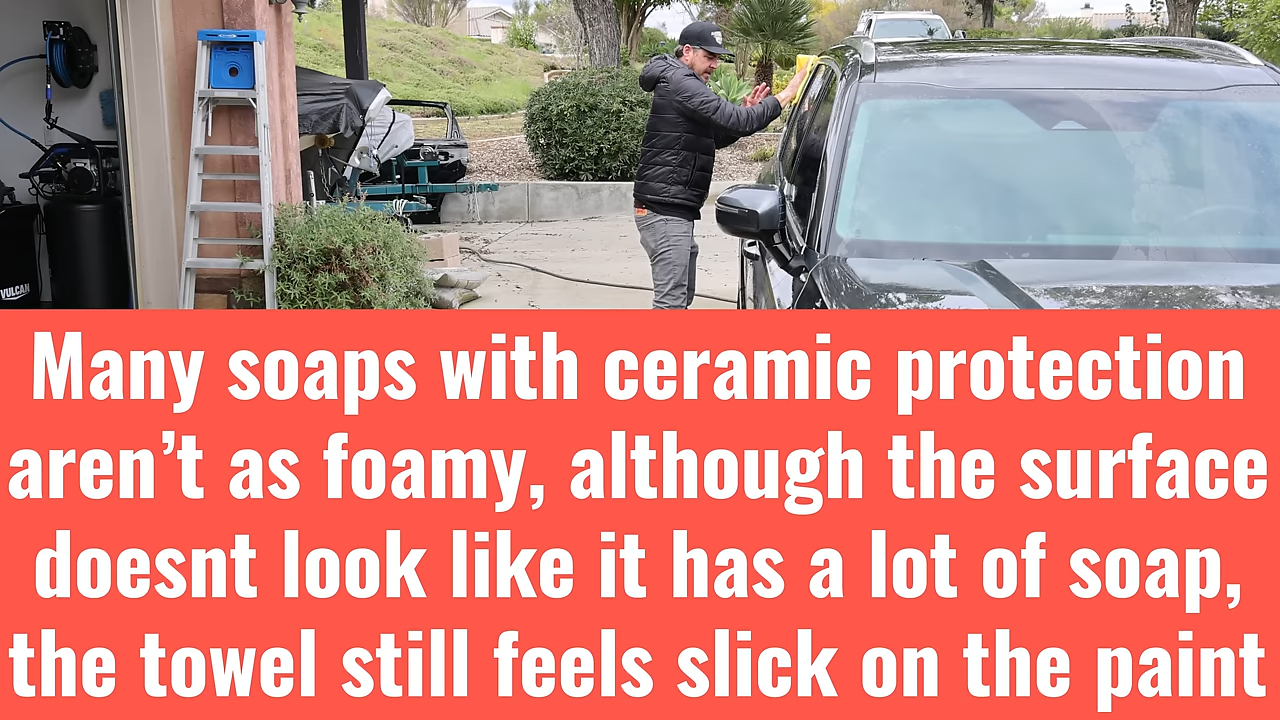 VULCAN
Many soaps with ceramic protection
aren’t as foamy, although the surface
doesnt look like it has a lot of soap,
the towel still feels slick on the paint